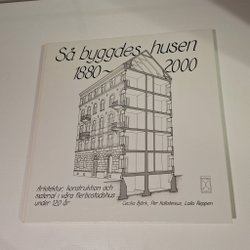 Så byggdes husen
1880~2000
Arkitektur, konstruktion och
material i våra flerbostadshus
under 120 år
Cecilia Björk, Per Kallstenius, Laila Reppen